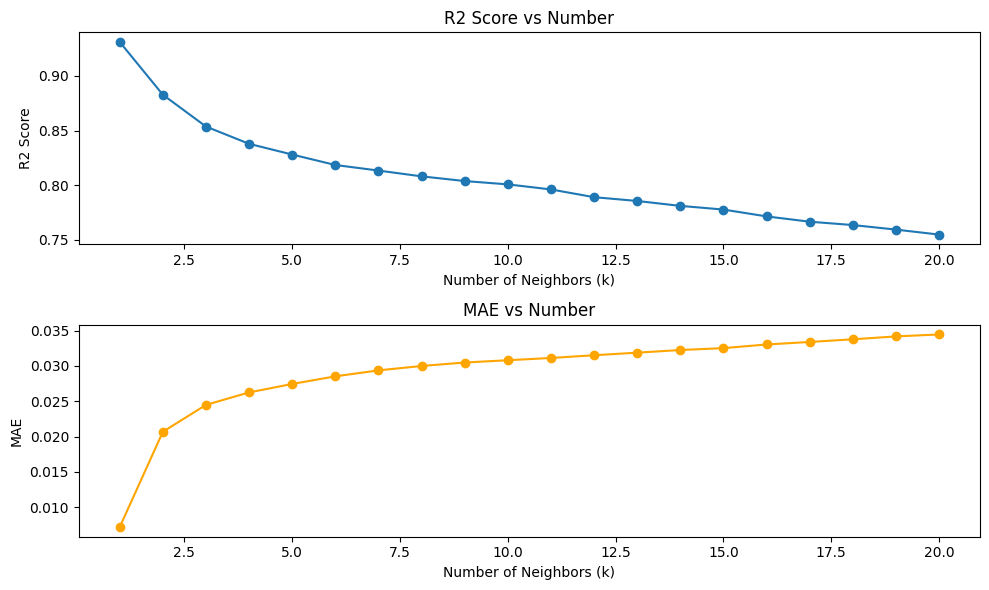 R2 Score vs Number
R2 Score
0.90
0.85
0.80
0.75
2.5 5.0 7.5 10.0 12.5 15.0 17.5 20.0
Number of Neighbors (k)
MAE vs Number
MAE
0.035
0.030
0.025
0.020
0.015
0.010
2.5 5.0 7.5 10.0 12.5 15.0 17.5 20.0
Number of Neighbors (k)